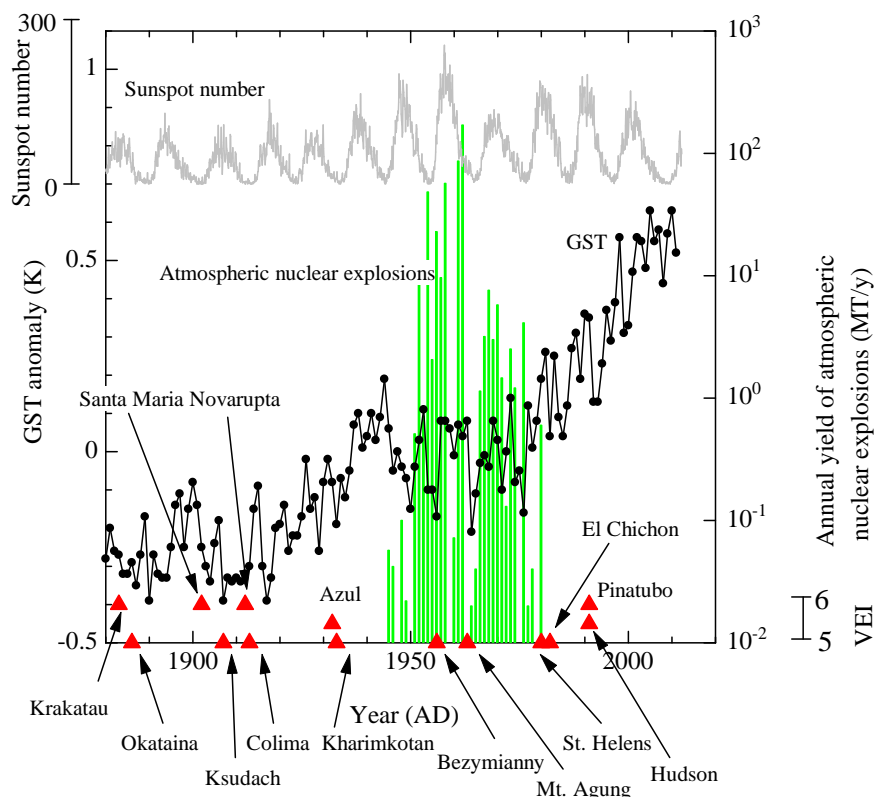 300
Sunspot number
0
1
0.5
0
-0.5
GST anomaly (K)
Sunspot number
GST
Atmospheric nuclear explosions
Santa Maria Novarupta
Azul
El Chichon
Pinatubo
10³
10²
10¹
10⁰
10⁻¹
10⁻²
Annual yield of atmospheric
nuclear explosions (MT/y)
6
5
VEI
1900
1950
2000
Year (AD)
Krakatau
Okataina
Ksudach
Colima
Kharimkotan
Bezymianny
Mt. Agung
St. Helens
Hudson